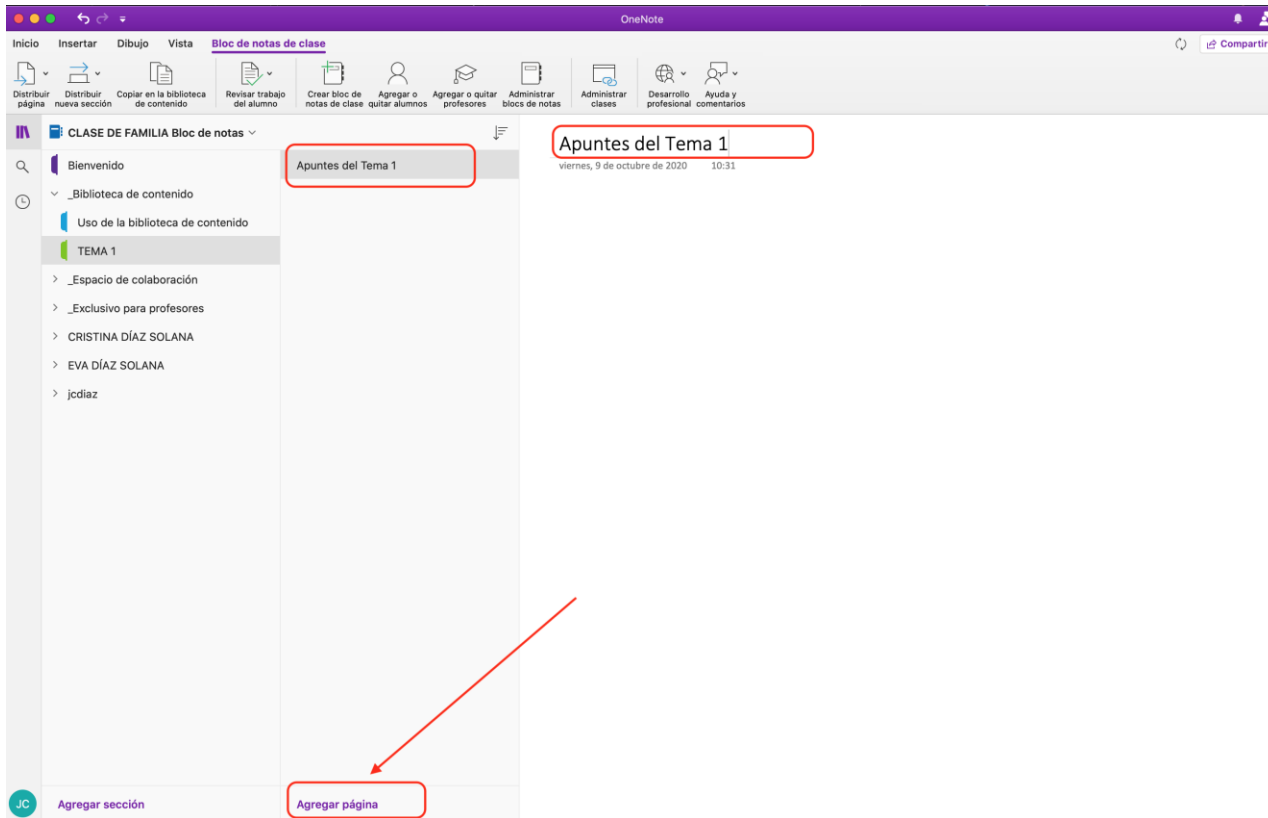 OneNote
Inicio Insertar Dibujo Vista Bloc de notas de clase
Compartir
Distribuir página
Distribuir nueva sección
Copiar en la biblioteca de contenido
Revisar trabajo del alumno
Crear bloc de notas de clase
Agregar o quitar alumnos
Agregar o quitar profesores
Administrar blocs de notas
Administrar clases
Desarrollo profesional
Ayuda y comentarios
CLASE DE FAMILIA Bloc de notas
Bienvenido
_Biblioteca de contenido
Uso de la biblioteca de contenido
TEMA 1
_Espacio de colaboración
_Exclusivo para profesores
CRISTINA DÍAZ SOLANA
EVA DÍAZ SOLANA
jcdiaz
Apuntes del Tema 1
Apuntes del Tema 1
viernes, 9 de octubre de 2020 10:31
JC
Agregar sección
Agregar página